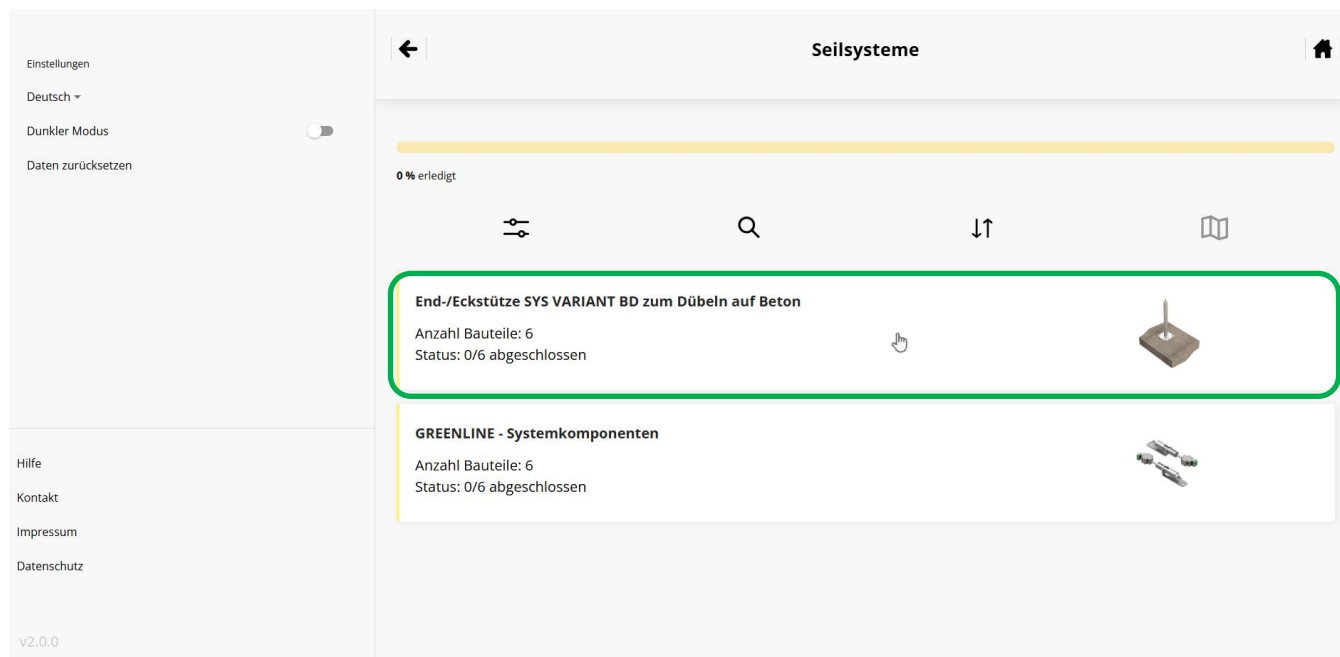 Einstellungen
Deutsch
Dunkler Modus
Daten zurücksetzen
Hilfe
Kontakt
Impressum
Datenschutz
v2.0.0
Seilsysteme
0 % erledigt
End-/Eckstütze SYS VARIANT BD zum Dübeln auf Beton
Anzahl Bauteile: 6
Status: 0/6 abgeschlossen
GREENLINE - Systemkomponenten
Anzahl Bauteile: 6
Status: 0/6 abgeschlossen